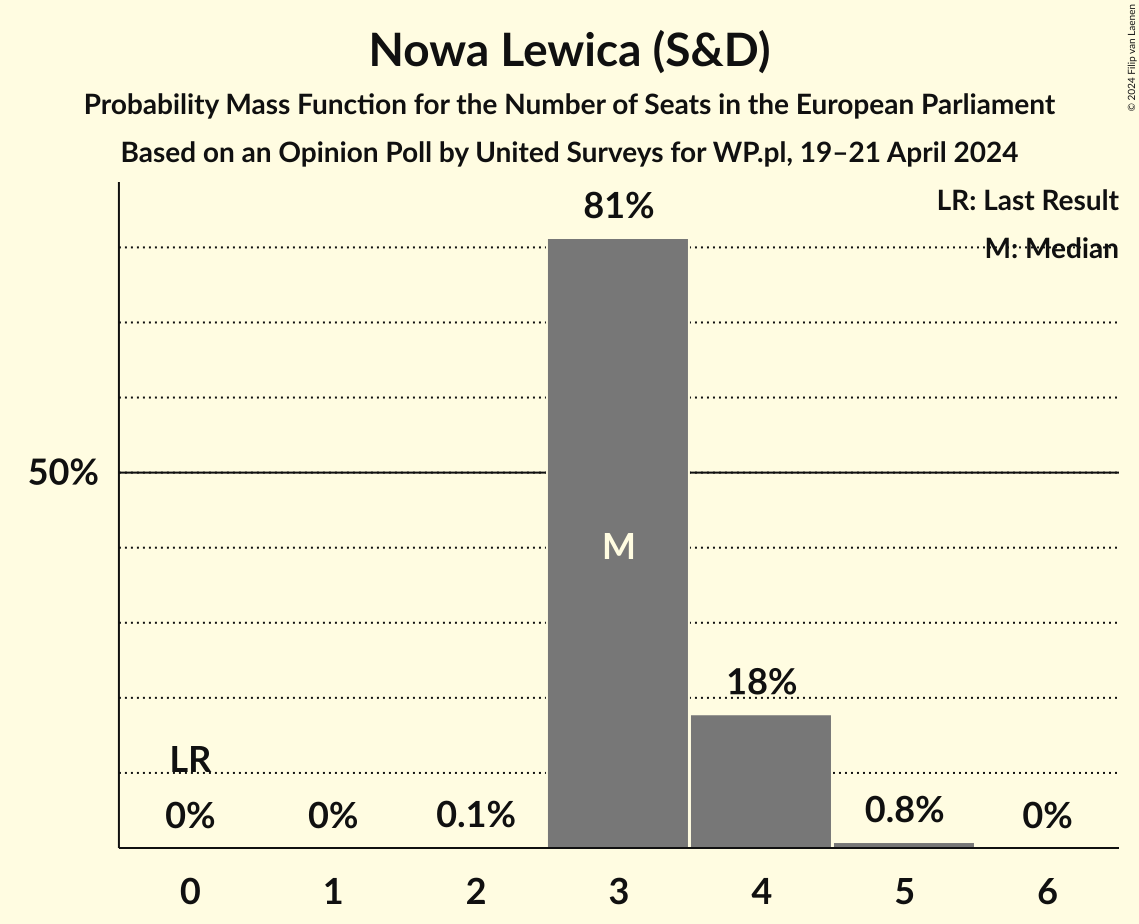 Nowa Lewica (S&D)
Probability Mass Function for the Number of Seats in the European Parliament
Based on an Opinion Poll by United Surveys for WP.pl, 19–21 April 2024
© 2024 Filip van Laenen
LR: Last Result
M: Median
81%
50%
M
18%
LR
0%
0%
0.1%
0.8%
0%
0
1
2
3
4
5
6